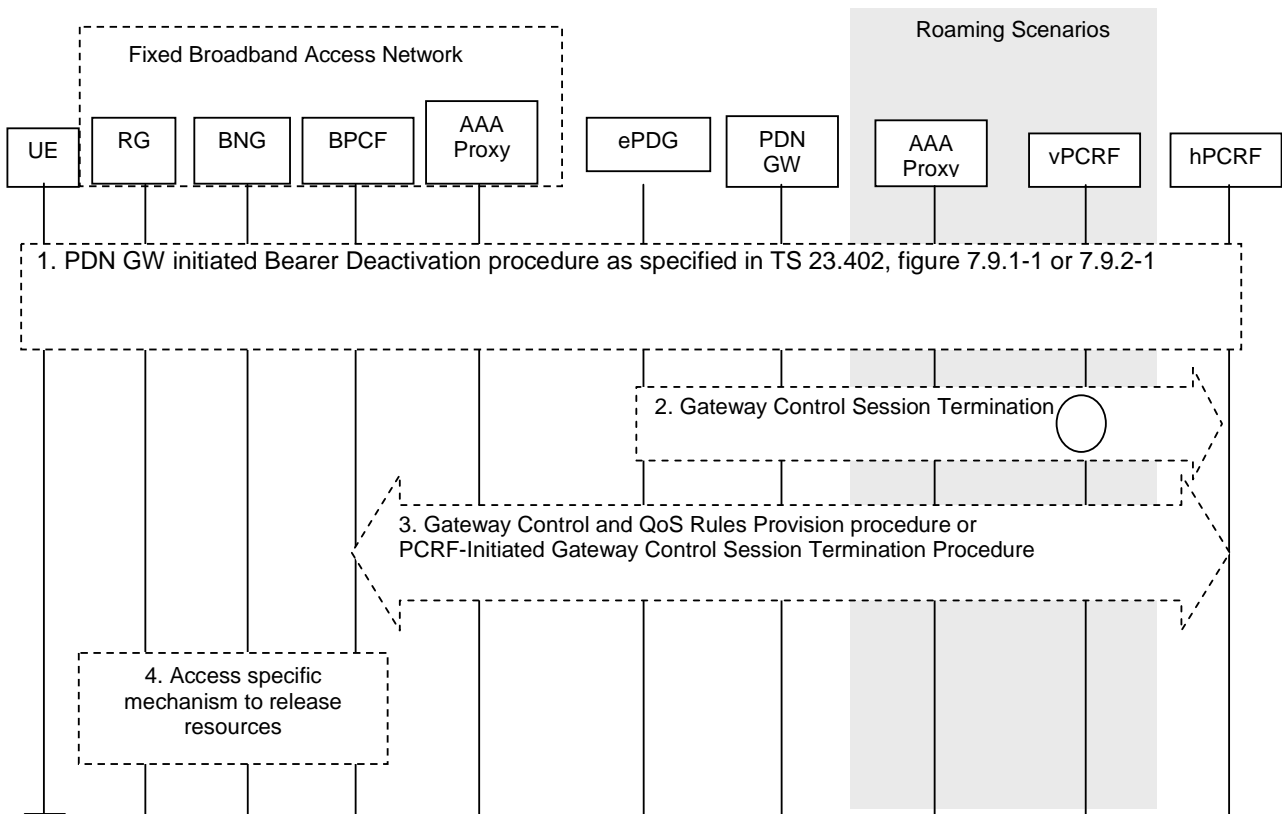 Roaming Scenarios
Fixed Broadband Access Network
UE
RG
BNG
BPCF
AAA
Proxy
ePDG
PDN
GW
AAA
Proxy
vPCRF
hPCRF
1. PDN GW initiated Bearer Deactivation procedure as specified in TS 23.402, figure 7.9.1-1 or 7.9.2-1
2. Gateway Control Session Termination
3. Gateway Control and QoS Rules Provision procedure or
PCRF-Initiated Gateway Control Session Termination Procedure
4. Access specific
mechanism to release
resources